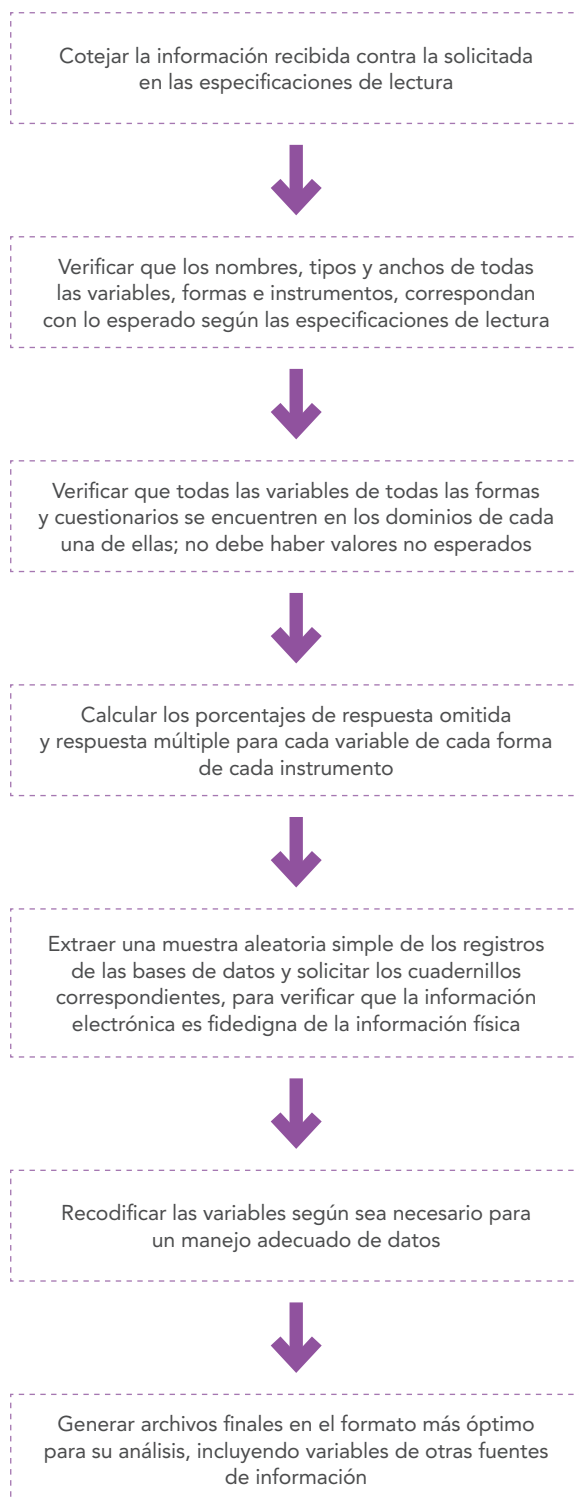 Cotejar la información recibida contra la solicitada
en las especificaciones de lectura
Verificar que los nombres, tipos y anchos de todas
las variables, formas e instrumentos, correspondan
con lo esperado según las especificaciones de lectura
Verificar que todas las variables de todas las formas
y cuestionarios se encuentren en los dominios de cada
una de ellas; no debe haber valores no esperados
Calcular los porcentajes de respuesta omitida
y respuesta múltiple para cada variable de cada forma
de cada instrumento
Extraer una muestra aleatoria simple de los registros
de las bases de datos y solicitar los cuadernillos
correspondientes, para verificar que la información
electrónica es fidedigna de la información física
Recodificar las variables según sea necesario para
un manejo adecuado de datos
Generar archivos finales en el formato más óptimo
para su análisis, incluyendo variables de otras fuentes
de información